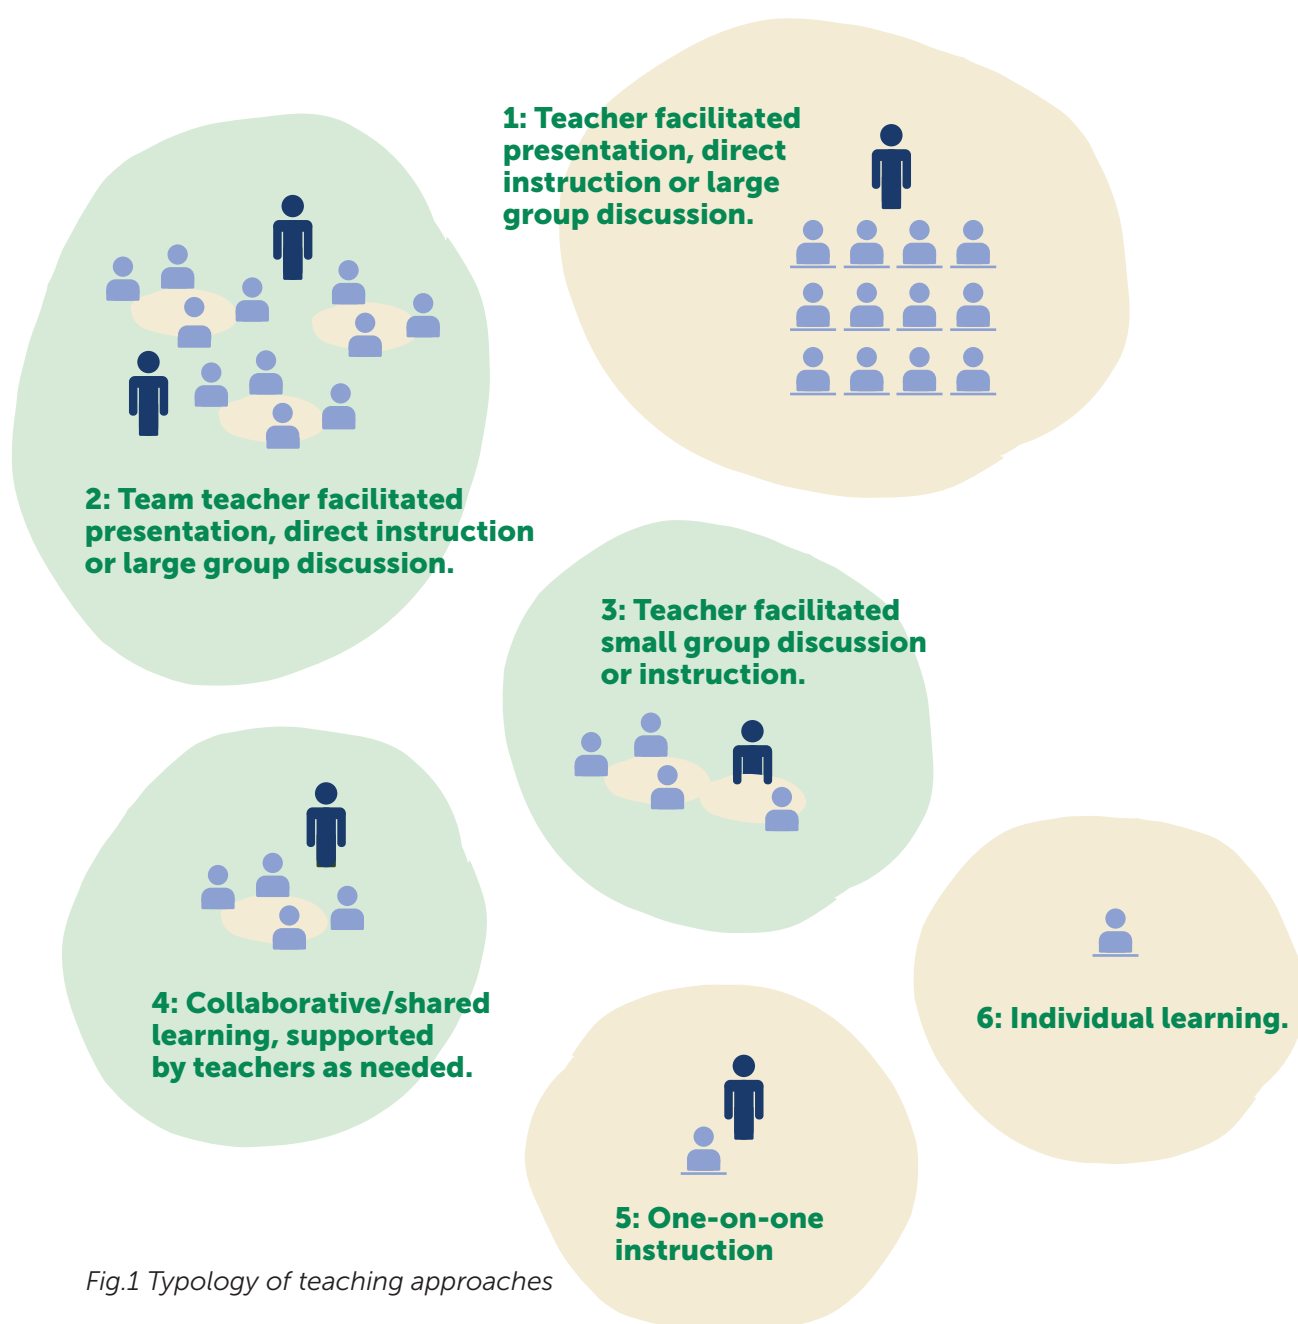 1: Teacher facilitated
presentation, direct
instruction or large
group discussion.
2: Team teacher facilitated
presentation, direct instruction
or large group discussion.
3: Teacher facilitated
small group discussion
or instruction.
4: Collaborative/shared
learning, supported
by teachers as needed.
5: One-on-one
instruction
6: Individual learning.
Fig.1 Typology of teaching approaches